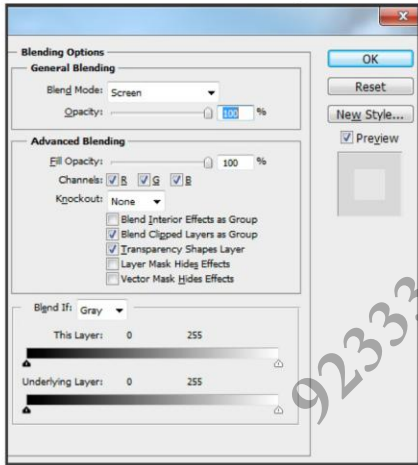 Blending Options
General Blending
Blend Mode: Screen
Opacity: 100 %
Advanced Blending
Fill Opacity: 100 %
Channels: R G B
Knockout: None
Blend Interior Effects as Group
Blend Clipped Layers as Group
Transparency Shapes Layer
Layer Mask Hides Effects
Vector Mask Hides Effects
Blend If: Gray
This Layer: 0 255
Underlying Layer: 0 255
OK
Reset
New Style...
Preview
92333